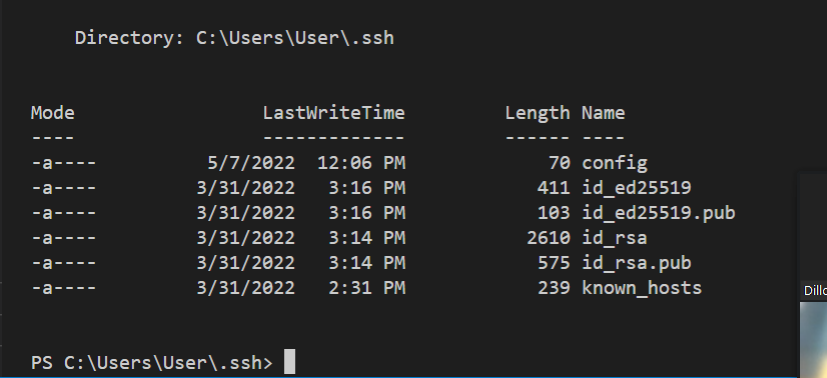 Directory: C:\Users\User\.ssh
Mode LastWriteTime Length Name
---- ------------- ------ ----
-a---- 5/7/2022 12:06 PM 70 config
-a---- 3/31/2022 3:16 PM 411 id_ed25519
-a---- 3/31/2022 3:16 PM 103 id_ed25519.pub
-a---- 3/31/2022 3:14 PM 2610 id_rsa
-a---- 3/31/2022 3:14 PM 575 id_rsa.pub
-a---- 3/31/2022 2:31 PM 239 known_hosts
PS C:\Users\User\.ssh>